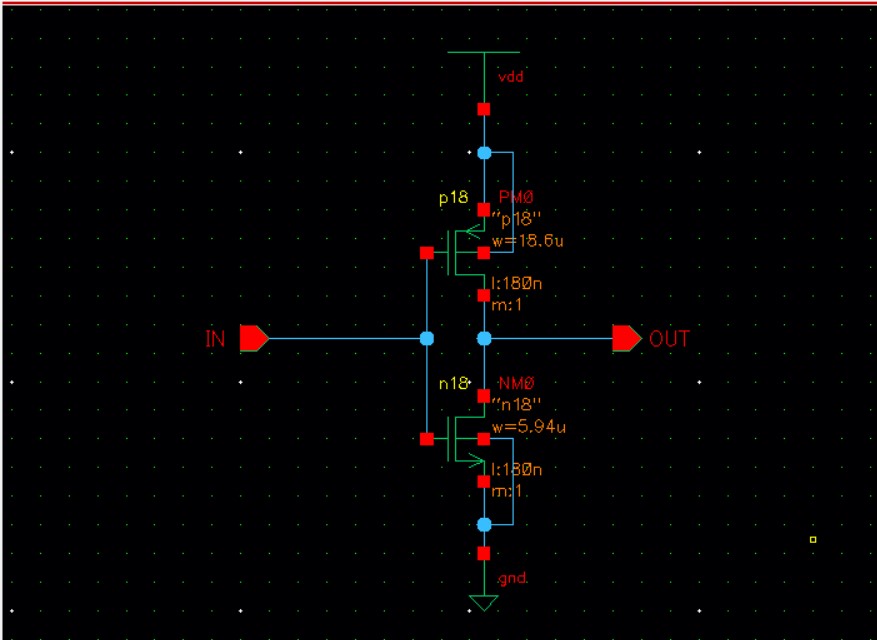 vdd
p18 PM0
"p18"
w=18.6u
l:180n
m:1
IN
OUT
n18 NM0
"n18"
w=5.94u
l:180n
m:1
gnd